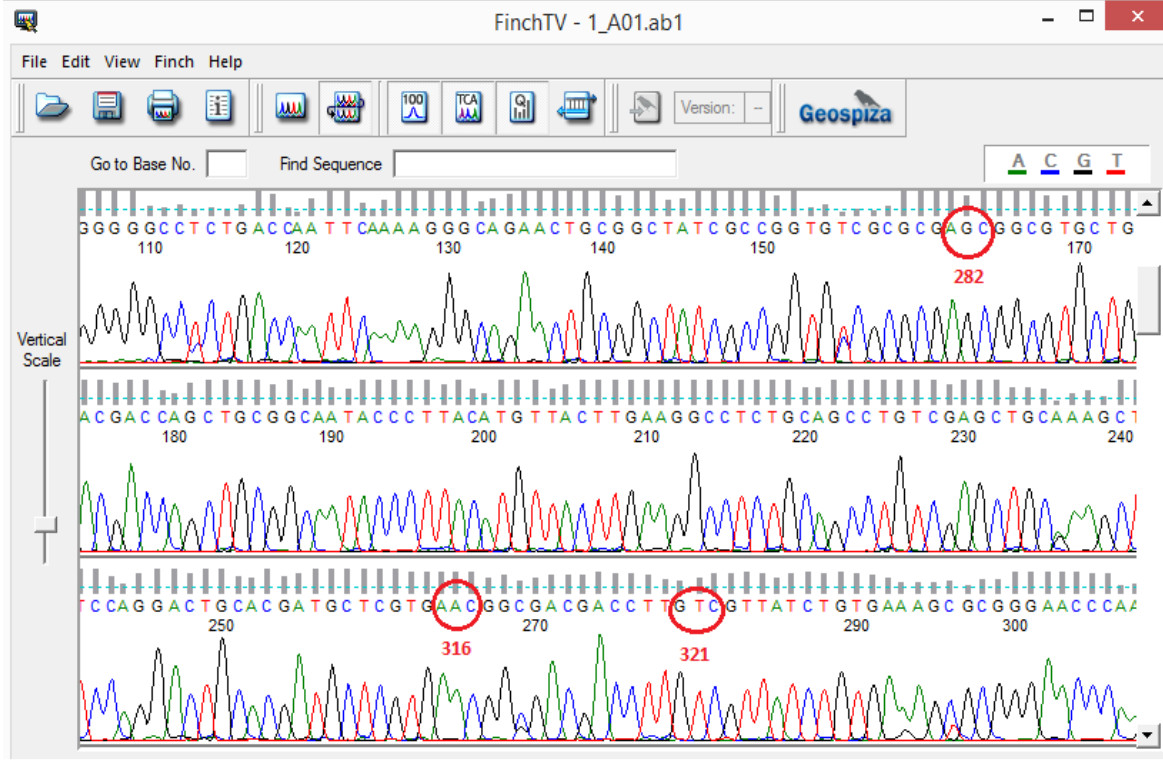 FinchTV - 1_A01.ab1
File Edit View Finch Help
100 TCA Q Version: -- Geospiza
Go to Base No. Find Sequence A C G T
GGGGGCCTCTGACCAATTCAAAAGGGCAGAACTGCGGCTATCGCCGGTGTCGCGCGAGCGGCGTGCTG
110 120 130 140 150 170
282
Vertical
Scale
ACGACCAGCTGCGGCAATACCCTTACATGTTACTTGAAGGCCTCTGCAGCCTGTCGAGCTGCAAAGCT
180 190 200 210 220 230 240
TCCAGGACTGCACGATGCTCGTGAACGGCGACGACCTTGTCGTTATCTGTGAAAGCGCGGGAACCCAA
250 270 290 300
316 321